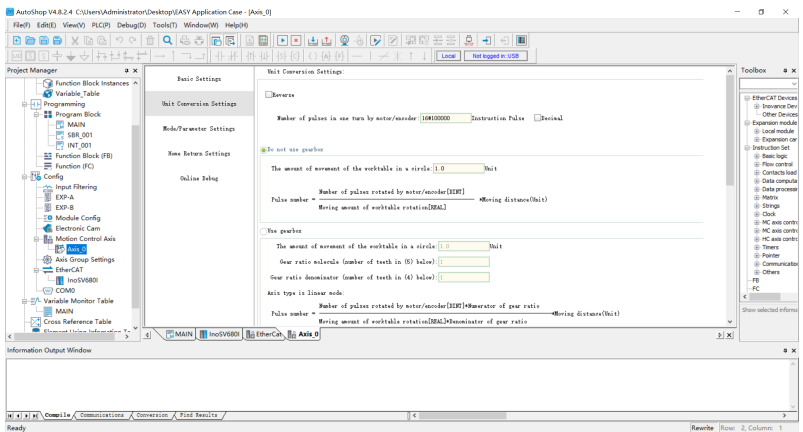 AutoShop V4.8.2.4 C:\Users\Administrator\Desktop\EASY Application Case - [Axis_0]
File(F) Edit(E) View(V) PLC(P) Debug(D) Tools(T) Window(W) Help(H)
Local
Not logged in: USB
Project Manager
Function Block Instances
Variable_Table
Programming
Program Block
MAIN
SBR_001
INT_001
Function Block (FB)
Function (FC)
Config
Input Filtering
EXP-A
EXP-B
Module Config
Electronic Cam
Motion Control Axis
Axis_0
Axis Group Settings
EtherCAT
InoSV680I
COM0
Variable Monitor Table
MAIN
Cross Reference Table
Basic Settings
Unit Conversion Settings
Mode/Parameter Settings
Home Return Settings
Online Debug
Unit Conversion Settings:
Reverse
Number of pulses in one turn by motor/encoder: 16#100000 Instruction Pulse Decimal
Do not use gearbox
The amount of movement of the worktable in a circle: 1.0 Unit
Number of pulses rotated by motor/encoder[DINT]
Pulse number = *Moving distance(Unit)
Moving amount of worktable rotation[REAL]
Use gearbox
The amount of movement of the worktable in a circle: 1.0 Unit
Gear ratio molecule (number of teeth in (5) below): 1
Gear ratio denominator (number of teeth in (4) below): 1
Axis type is linear mode:
Number of pulses rotated by motor/encoder[DINT]*Numerator of gear ratio
Pulse number = *Moving distance(Unit)
Moving amount of worktable rotation[REAL]*Denominator of gear ratio
MAIN InoSV680I EtherCat Axis_0
Toolbox
EtherCAT Devices
Inovance Dev
Other Devices
Expansion module
Local module
Expansion car
Instruction Set
Basic logic
Flow control
Contacts load
Data computa
Data processin
Matrix
Strings
Clock
MC axis contro
MC axis contro
HC axis contro
Timers
Pointer
Communication
Others
FB
FC
Show selected informa
Information Output Window
Compile Communications Conversion Find Results
Ready
Rewrite Row: 2, Column: 1